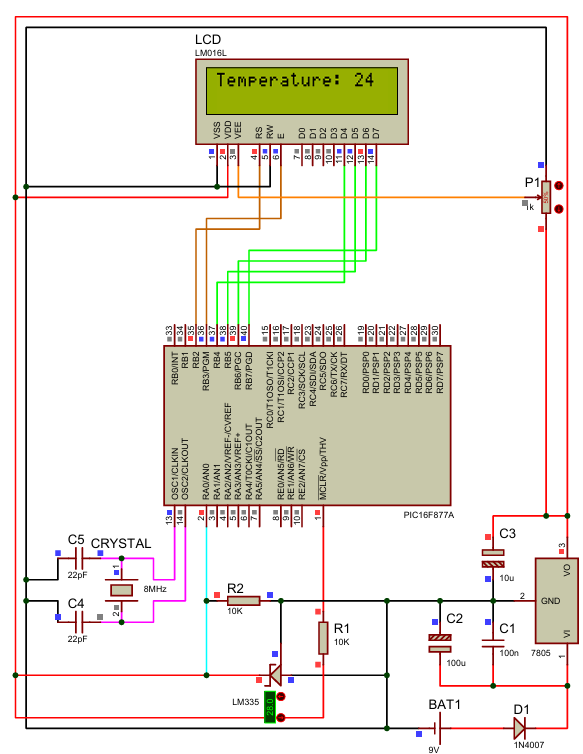 LCD
LM016L
Temperature: 24
VSS
VDD
VEE
RS
RW
E
D0
D1
D2
D3
D4
D5
D6
D7
1
2
3
4
5
6
7
8
9
10
11
12
13
14
P1
1k
33
34
35
36
37
38
39
40
15
16
17
18
23
24
25
26
19
20
21
22
27
28
29
30
RB0/INT
RB1
RB2
RB3/PGM
RB4
RB5
RB6/PGC
RB7/PGD
RC0/T1OSO/T1CKI
RC1/T1OSI/CCP2
RC2/CCP1
RC3/SCK/SCL
RC4/SDI/SDA
RC5/SDO
RC6/TX/CK
RC7/RX/DT
RD0/PSP0
RD1/PSP1
RD2/PSP2
RD3/PSP3
RD4/PSP4
RD5/PSP5
RD6/PSP6
RD7/PSP7
OSC1/CLKIN
OSC2/CLKOUT
RA0/AN0
RA1/AN1
RA2/AN2/VREF-/CVREF
RA3/AN3/VREF+
RA4/T0CKI/C1OUT
RA5/AN4/SS/C2OUT
RE0/AN5/RD
RE1/AN6/WR
RE2/AN7/CS
MCLR/Vpp/THV
PIC16F877A
13
14
2
3
4
5
6
7
8
9
10
1
C5
22pF
CRYSTAL
1
2
8MHz
C4
22pF
R2
10K
R1
10K
LM335
28.0
C3
10u
C2
100u
C1
100n
3
VO
2
GND
VI
1
7805
BAT1
9V
D1
1N4007